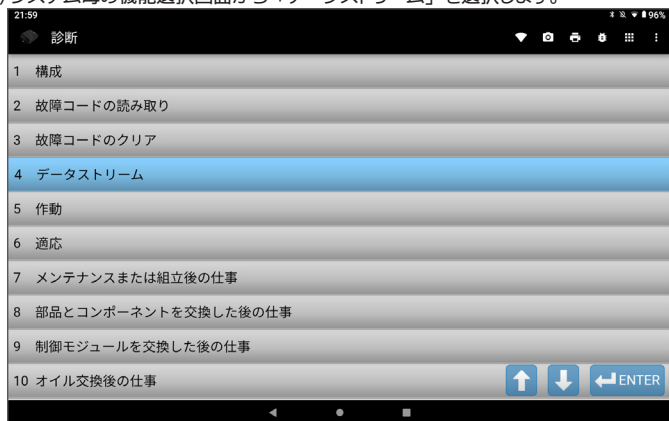 システム毎の機能選択画面から「データストリーム」を選択します。
21:59
96%
診断
1 構成
2 故障コードの読み取り
3 故障コードのクリア
4 データストリーム
5 作動
6 適応
7 メンテナンスまたは組立後の仕事
8 部品とコンポーネントを交換した後の仕事
9 制御モジュールを交換した後の仕事
10 オイル交換後の仕事
ENTER